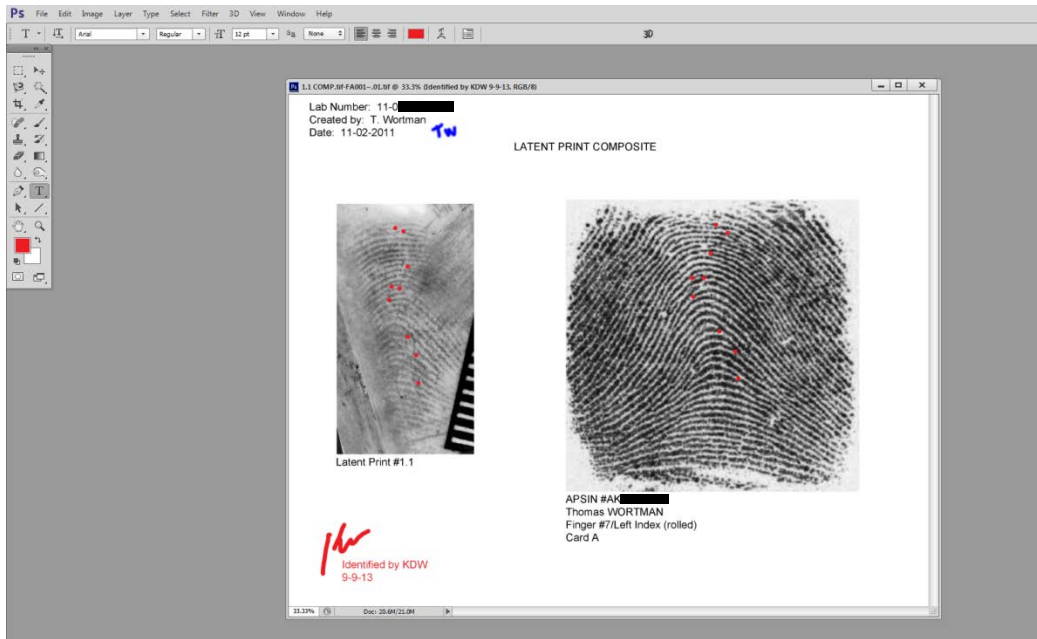 Ps File Edit Image Layer Type Select Filter 3D View Window Help
T T Arial Regular T 12 pt aa None 3D
Ps 1.1 COMP.tif-FA001~.01.tif @ 33.3% (Identified by KDW 9-9-13, RGB/8)
Lab Number: 11-0
Created by: T. Wortman
Date: 11-02-2011 TW
LATENT PRINT COMPOSITE
Latent Print #1.1
APSIN #AK
Thomas WORTMAN
Finger #7/Left Index (rolled)
Card A
Identified by KDW
9-9-13
33.33% Doc: 20.6M/21.0M